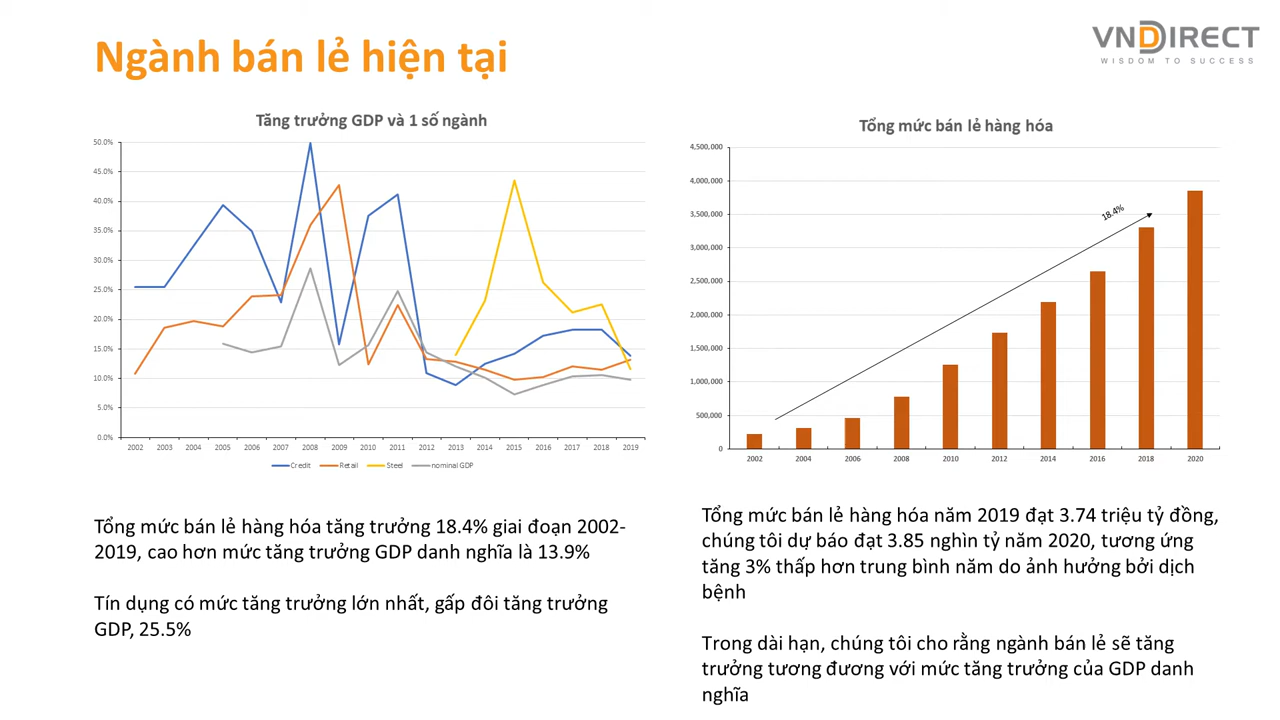 Ngành bán lẻ hiện tại
VNDIRECT
WISDOM TO SUCCESS
Tăng trưởng GDP và 1 số ngành
50.0%
45.0%
40.0%
35.0%
30.0%
25.0%
20.0%
15.0%
10.0%
5.0%
0.0%
2002 2003 2004 2005 2006 2007 2008 2009 2010 2011 2012 2013 2014 2015 2016 2017 2018 2019
Credit Retail Steel nominal GDP
Tổng mức bán lẻ hàng hóa
4,500,000
4,000,000
3,500,000
3,000,000
2,500,000
2,000,000
1,500,000
1,000,000
500,000
0
18.4%
2002 2004 2006 2008 2010 2012 2014 2016 2018 2020
Tổng mức bán lẻ hàng hóa tăng trưởng 18.4% giai đoạn 2002-
2019, cao hơn mức tăng trưởng GDP danh nghĩa là 13.9%
Tín dụng có mức tăng trưởng lớn nhất, gấp đôi tăng trưởng
GDP, 25.5%
Tổng mức bán lẻ hàng hóa năm 2019 đạt 3.74 triệu tỷ đồng,
chúng tôi dự báo đạt 3.85 nghìn tỷ năm 2020, tương ứng
tăng 3% thấp hơn trung bình năm do ảnh hưởng bởi dịch
bệnh
Trong dài hạn, chúng tôi cho rằng ngành bán lẻ sẽ tăng
trưởng tương đương với mức tăng trưởng của GDP danh
nghĩa